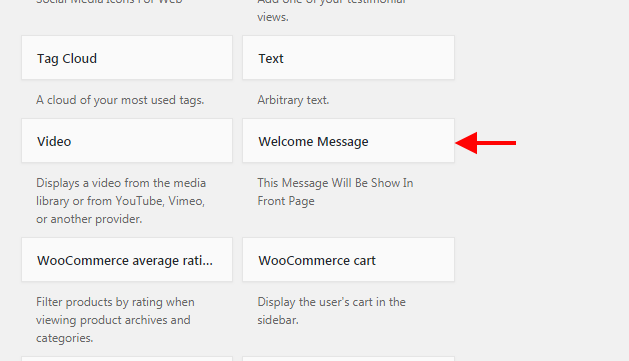 Social Media Icons For Web
Add one of your testimonial
views.
Tag Cloud
Text
A cloud of your most used tags.
Arbitrary text.
Video
Welcome Message
Displays a video from the media
library or from YouTube, Vimeo,
or another provider.
This Message Will Be Show In
Front Page
WooCommerce average rati...
WooCommerce cart
Filter products by rating when
viewing product archives and
categories.
Display the user's cart in the
sidebar.